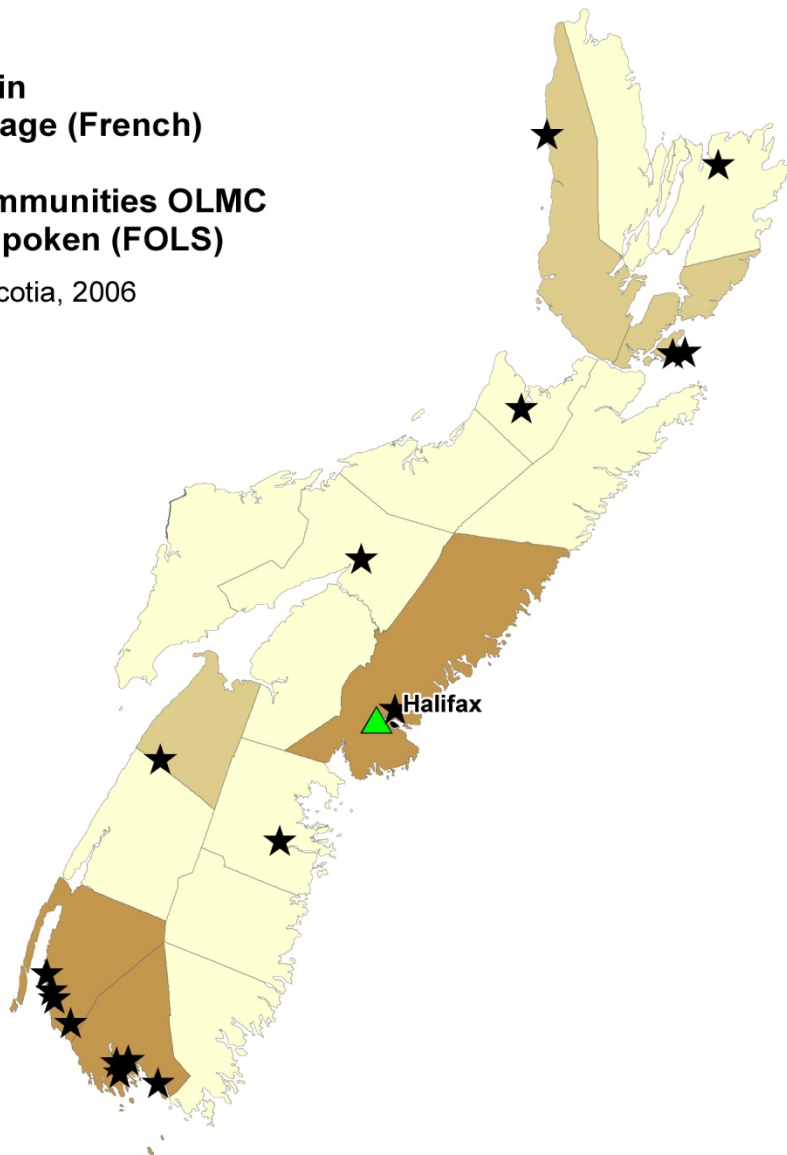 in
age (French)
mmunities OLMC
poken (FOLS)
cotia, 2006
Halifax